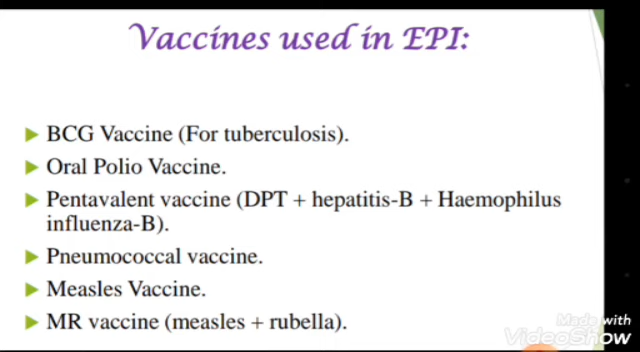 Vaccines used in EPI:
BCG Vaccine (For tuberculosis).
Oral Polio Vaccine.
Pentavalent vaccine (DPT + hepatitis-B + Haemophilus
influenza-B).
Pneumococcal vaccine.
Measles Vaccine.
MR vaccine (measles + rubella).
Made with
VideoShow